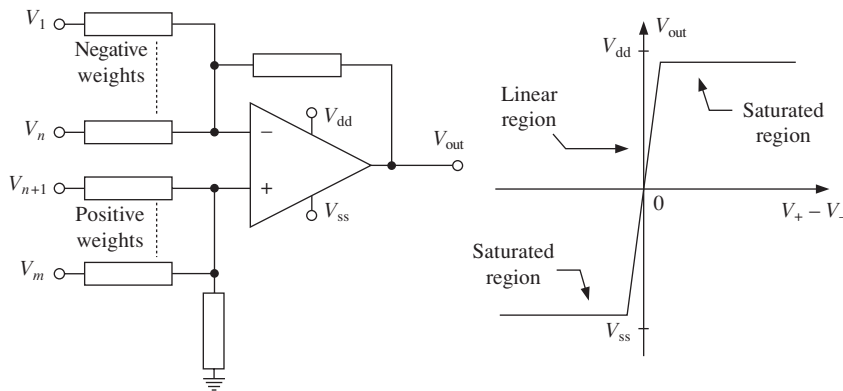 V1
Negative
weights
Vn
Vn+1
Positive
weights
Vm
−
+
Vdd
Vss
Vout
Vout
Vdd
Linear
region
Saturated
region
0
V+ − V−
Saturated
region
Vss